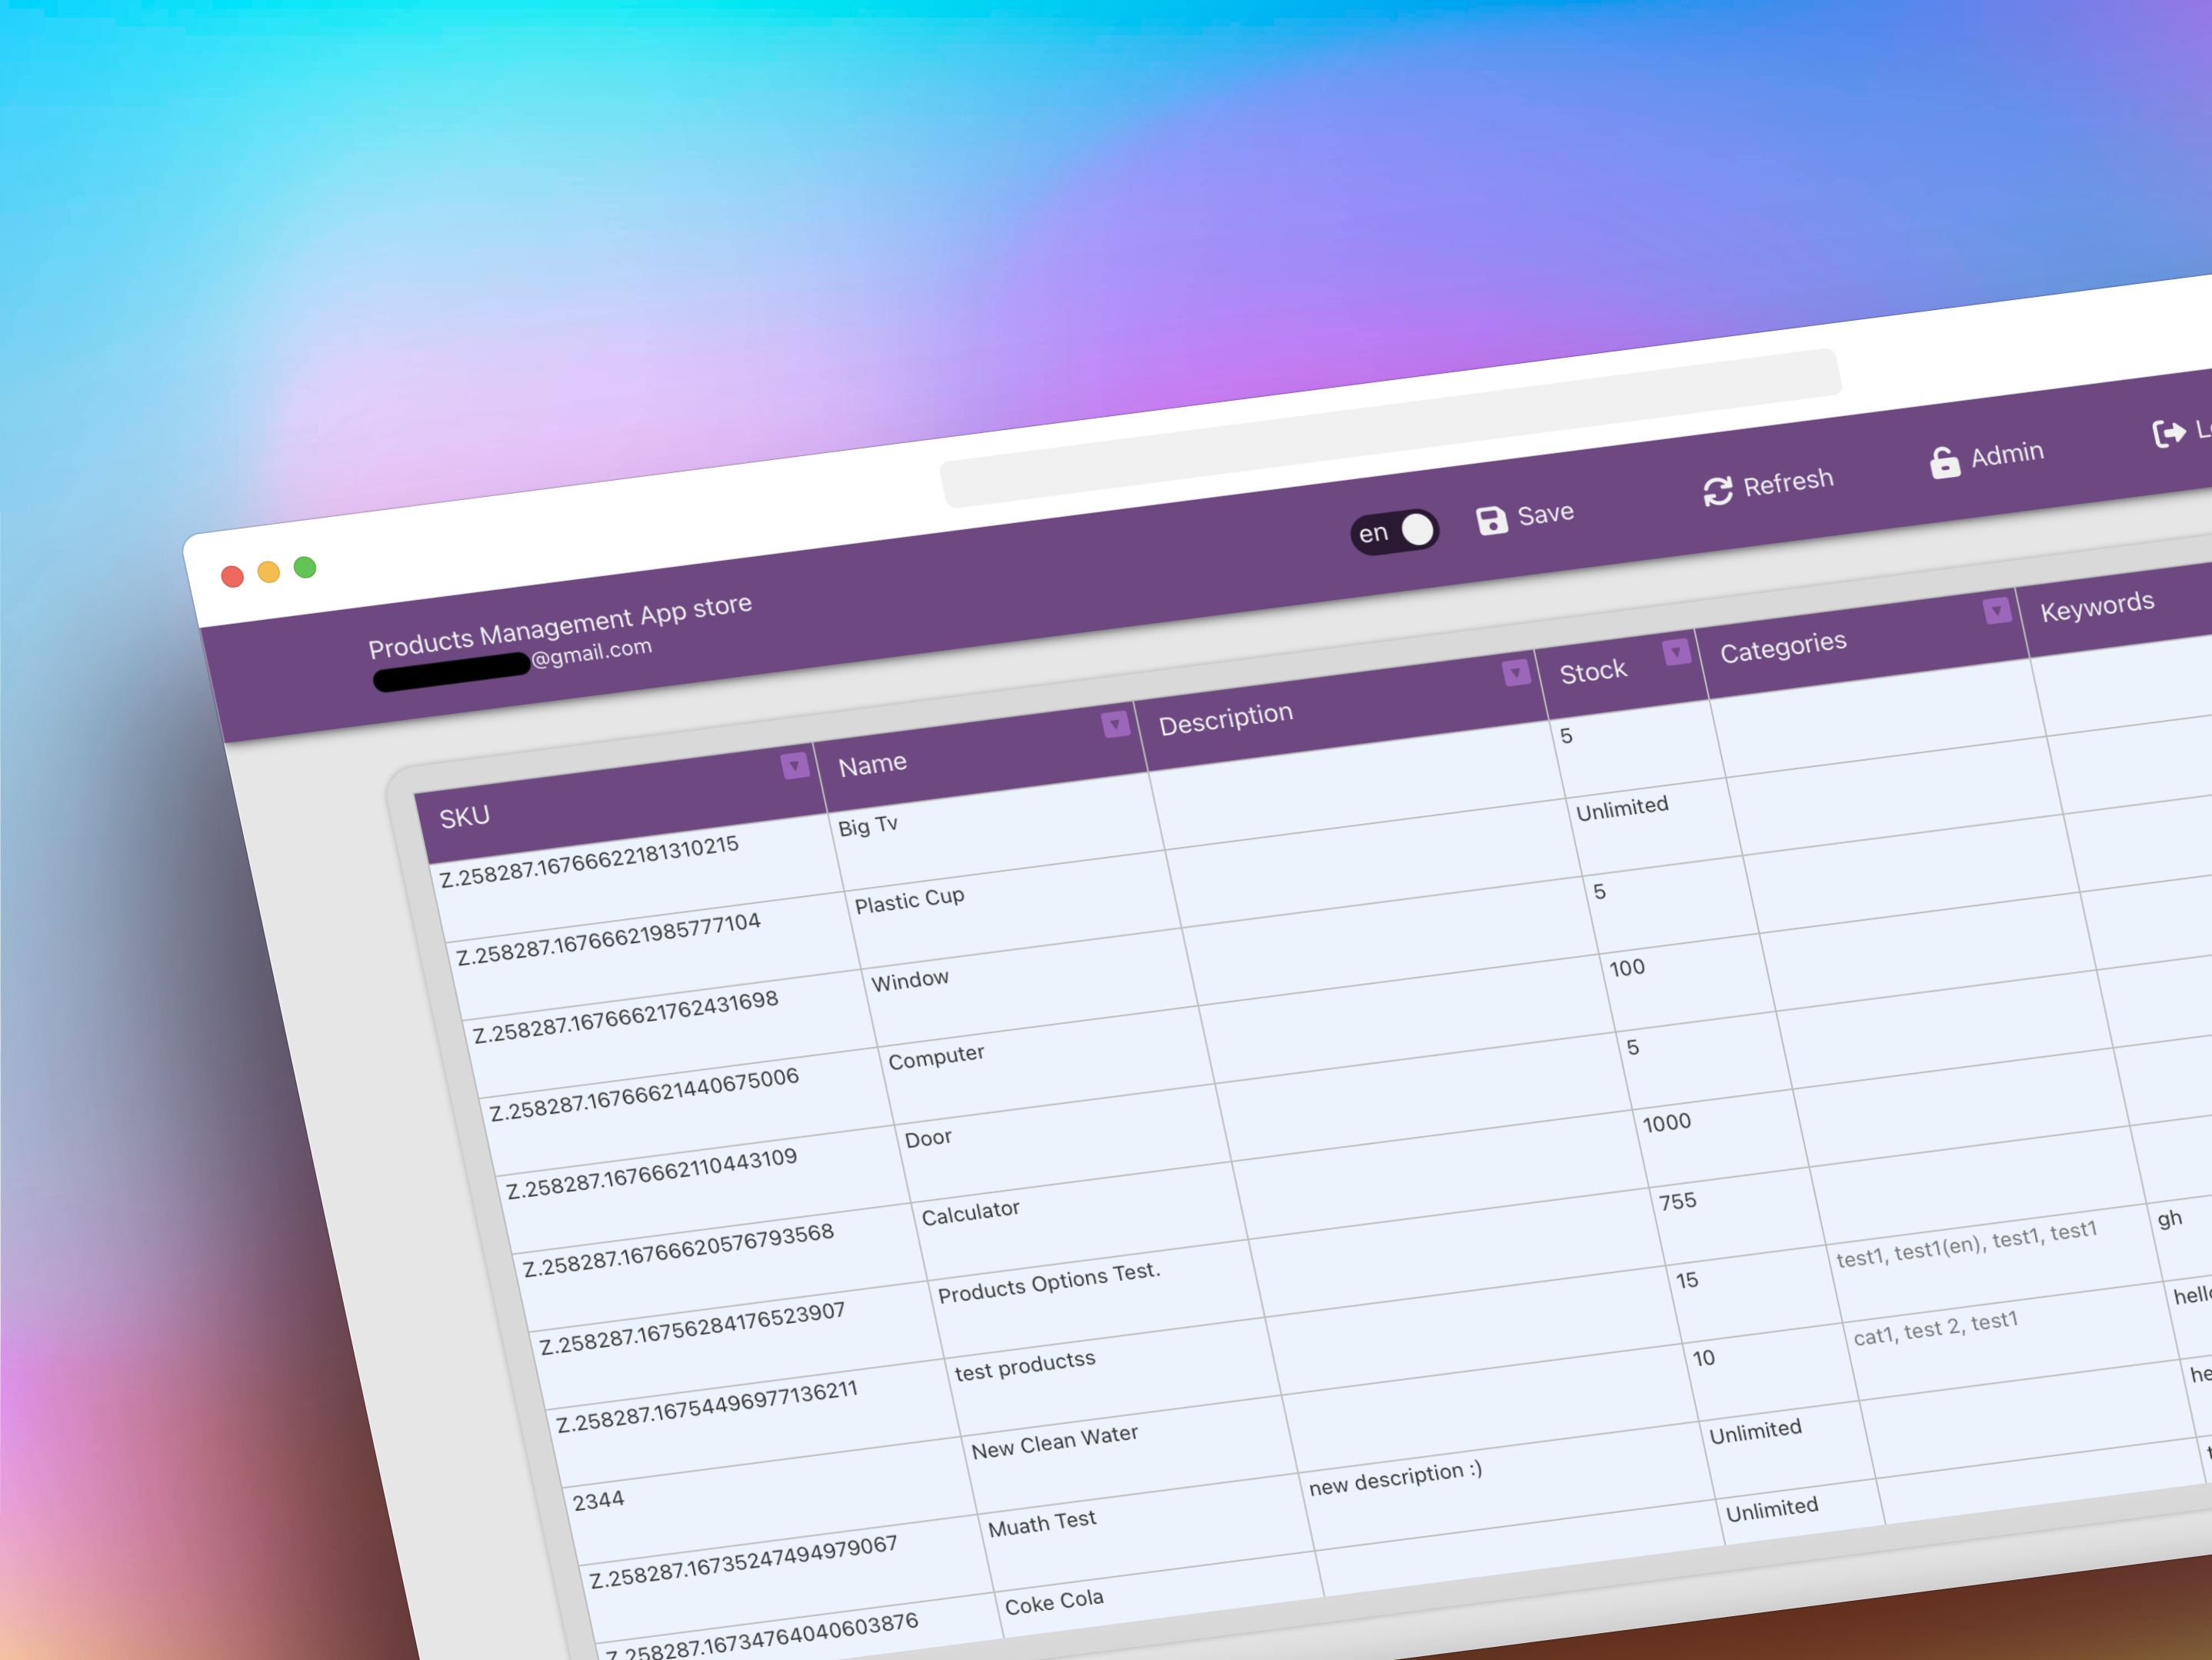 Products Management App store
@gmail.com
en Save Refresh Admin
SKU Name Description Stock Categories Keywords
Z.258287.16766622181310215 Big Tv 5
Z.258287.16766621985777104 Plastic Cup Unlimited
Z.258287.16766621762431698 Window 5
Z.258287.16766621440675006 Computer 100
Z.258287.1676662110443109 Door 5
Z.258287.16766620576793568 Calculator 1000
Z.258287.16756284176523907 Products Options Test. 755
Z.258287.16754496977136211 test productss 15 test1, test1(en), test1, test1 gh
2344 New Clean Water 10 cat1, test 2, test1
Z.258287.16735247494979067 Muath Test new description :) Unlimited
Z.258287.16734764040603876 Coke Cola Unlimited